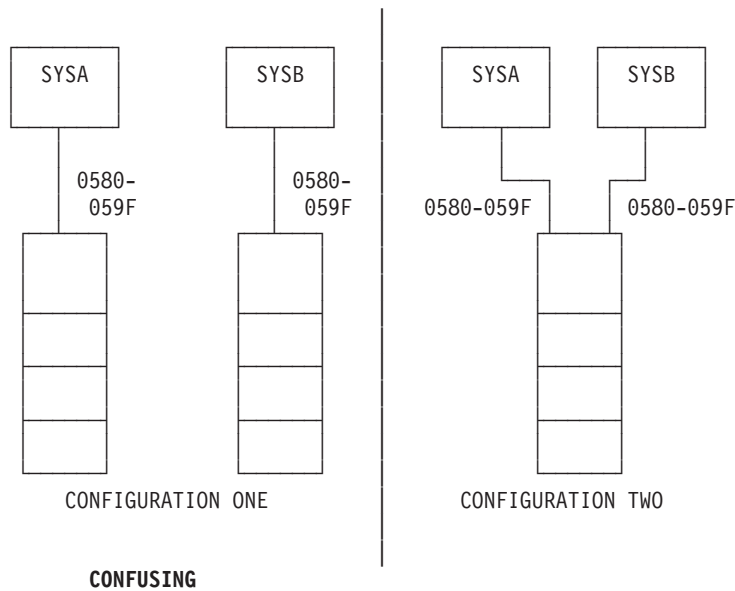 SYSA
SYSB
SYSA
SYSB
0580-
059F
0580-
059F
0580-059F
0580-059F
CONFIGURATION ONE
CONFIGURATION TWO
CONFUSING